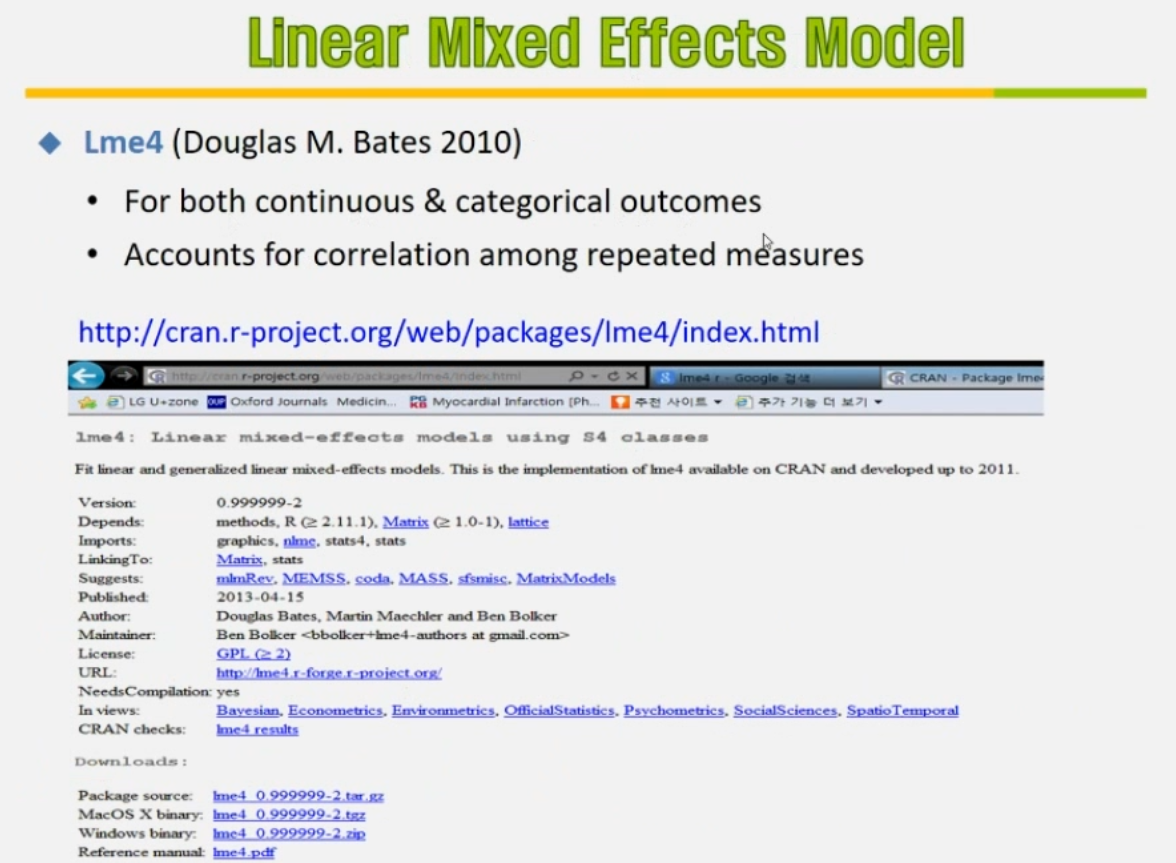 Linear Mixed Effects Model
Lme4 (Douglas M. Bates 2010)
• For both continuous & categorical outcomes
• Accounts for correlation among repeated measures
http://cran.r-project.org/web/packages/lme4/index.html
http://cran.r-project.org/web/packages/lme4/index.html lme4 r - Google 검색 CRAN - Package lme
LG U+zone OUP Oxford Journals Medicin... Myocardial Infarction [Ph... 추천 사이트 추가 기능 더 보기
lme4: Linear mixed-effects models using S4 classes
Fit linear and generalized linear mixed-effects models. This is the implementation of lme4 available on CRAN and developed up to 2011.
Version: 0.999999-2
Depends: methods, R (≥ 2.11.1), Matrix (≥ 1.0-1), lattice
Imports: graphics, nlme, stats4, stats
LinkingTo: Matrix, stats
Suggests: mlmRev, MEMSS, coda, MASS, sfsmisc, MatrixModels
Published: 2013-04-15
Author: Douglas Bates, Martin Maechler and Ben Bolker
Maintainer: Ben Bolker <bbolker+lme4-authors at gmail.com>
License: GPL (≥ 2)
URL: http://lme4.r-forge.r-project.org/
NeedsCompilation: yes
In views: Bayesian, Econometrics, Environmetrics, OfficialStatistics, Psychometrics, SocialSciences, SpatioTemporal
CRAN checks: lme4 results
Downloads:
Package source: lme4_0.999999-2.tar.gz
MacOS X binary: lme4_0.999999-2.tgz
Windows binary: lme4_0.999999-2.zip
Reference manual: lme4.pdf